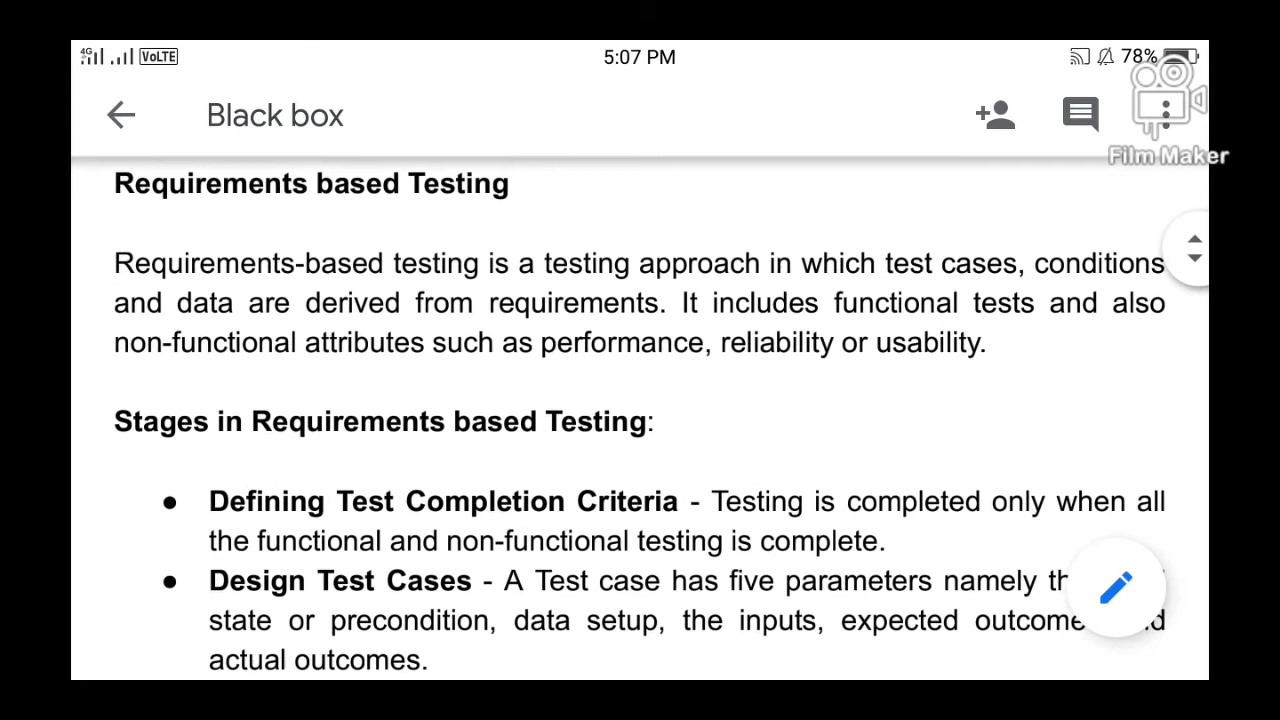 4G VoLTE 5:07 PM 78%
Black box
Film Maker
Requirements based Testing
Requirements-based testing is a testing approach in which test cases, conditions
and data are derived from requirements. It includes functional tests and also
non-functional attributes such as performance, reliability or usability.
Stages in Requirements based Testing:
● Defining Test Completion Criteria - Testing is completed only when all
the functional and non-functional testing is complete.
● Design Test Cases - A Test case has five parameters namely
state or precondition, data setup, the inputs, expected
actual outcomes.